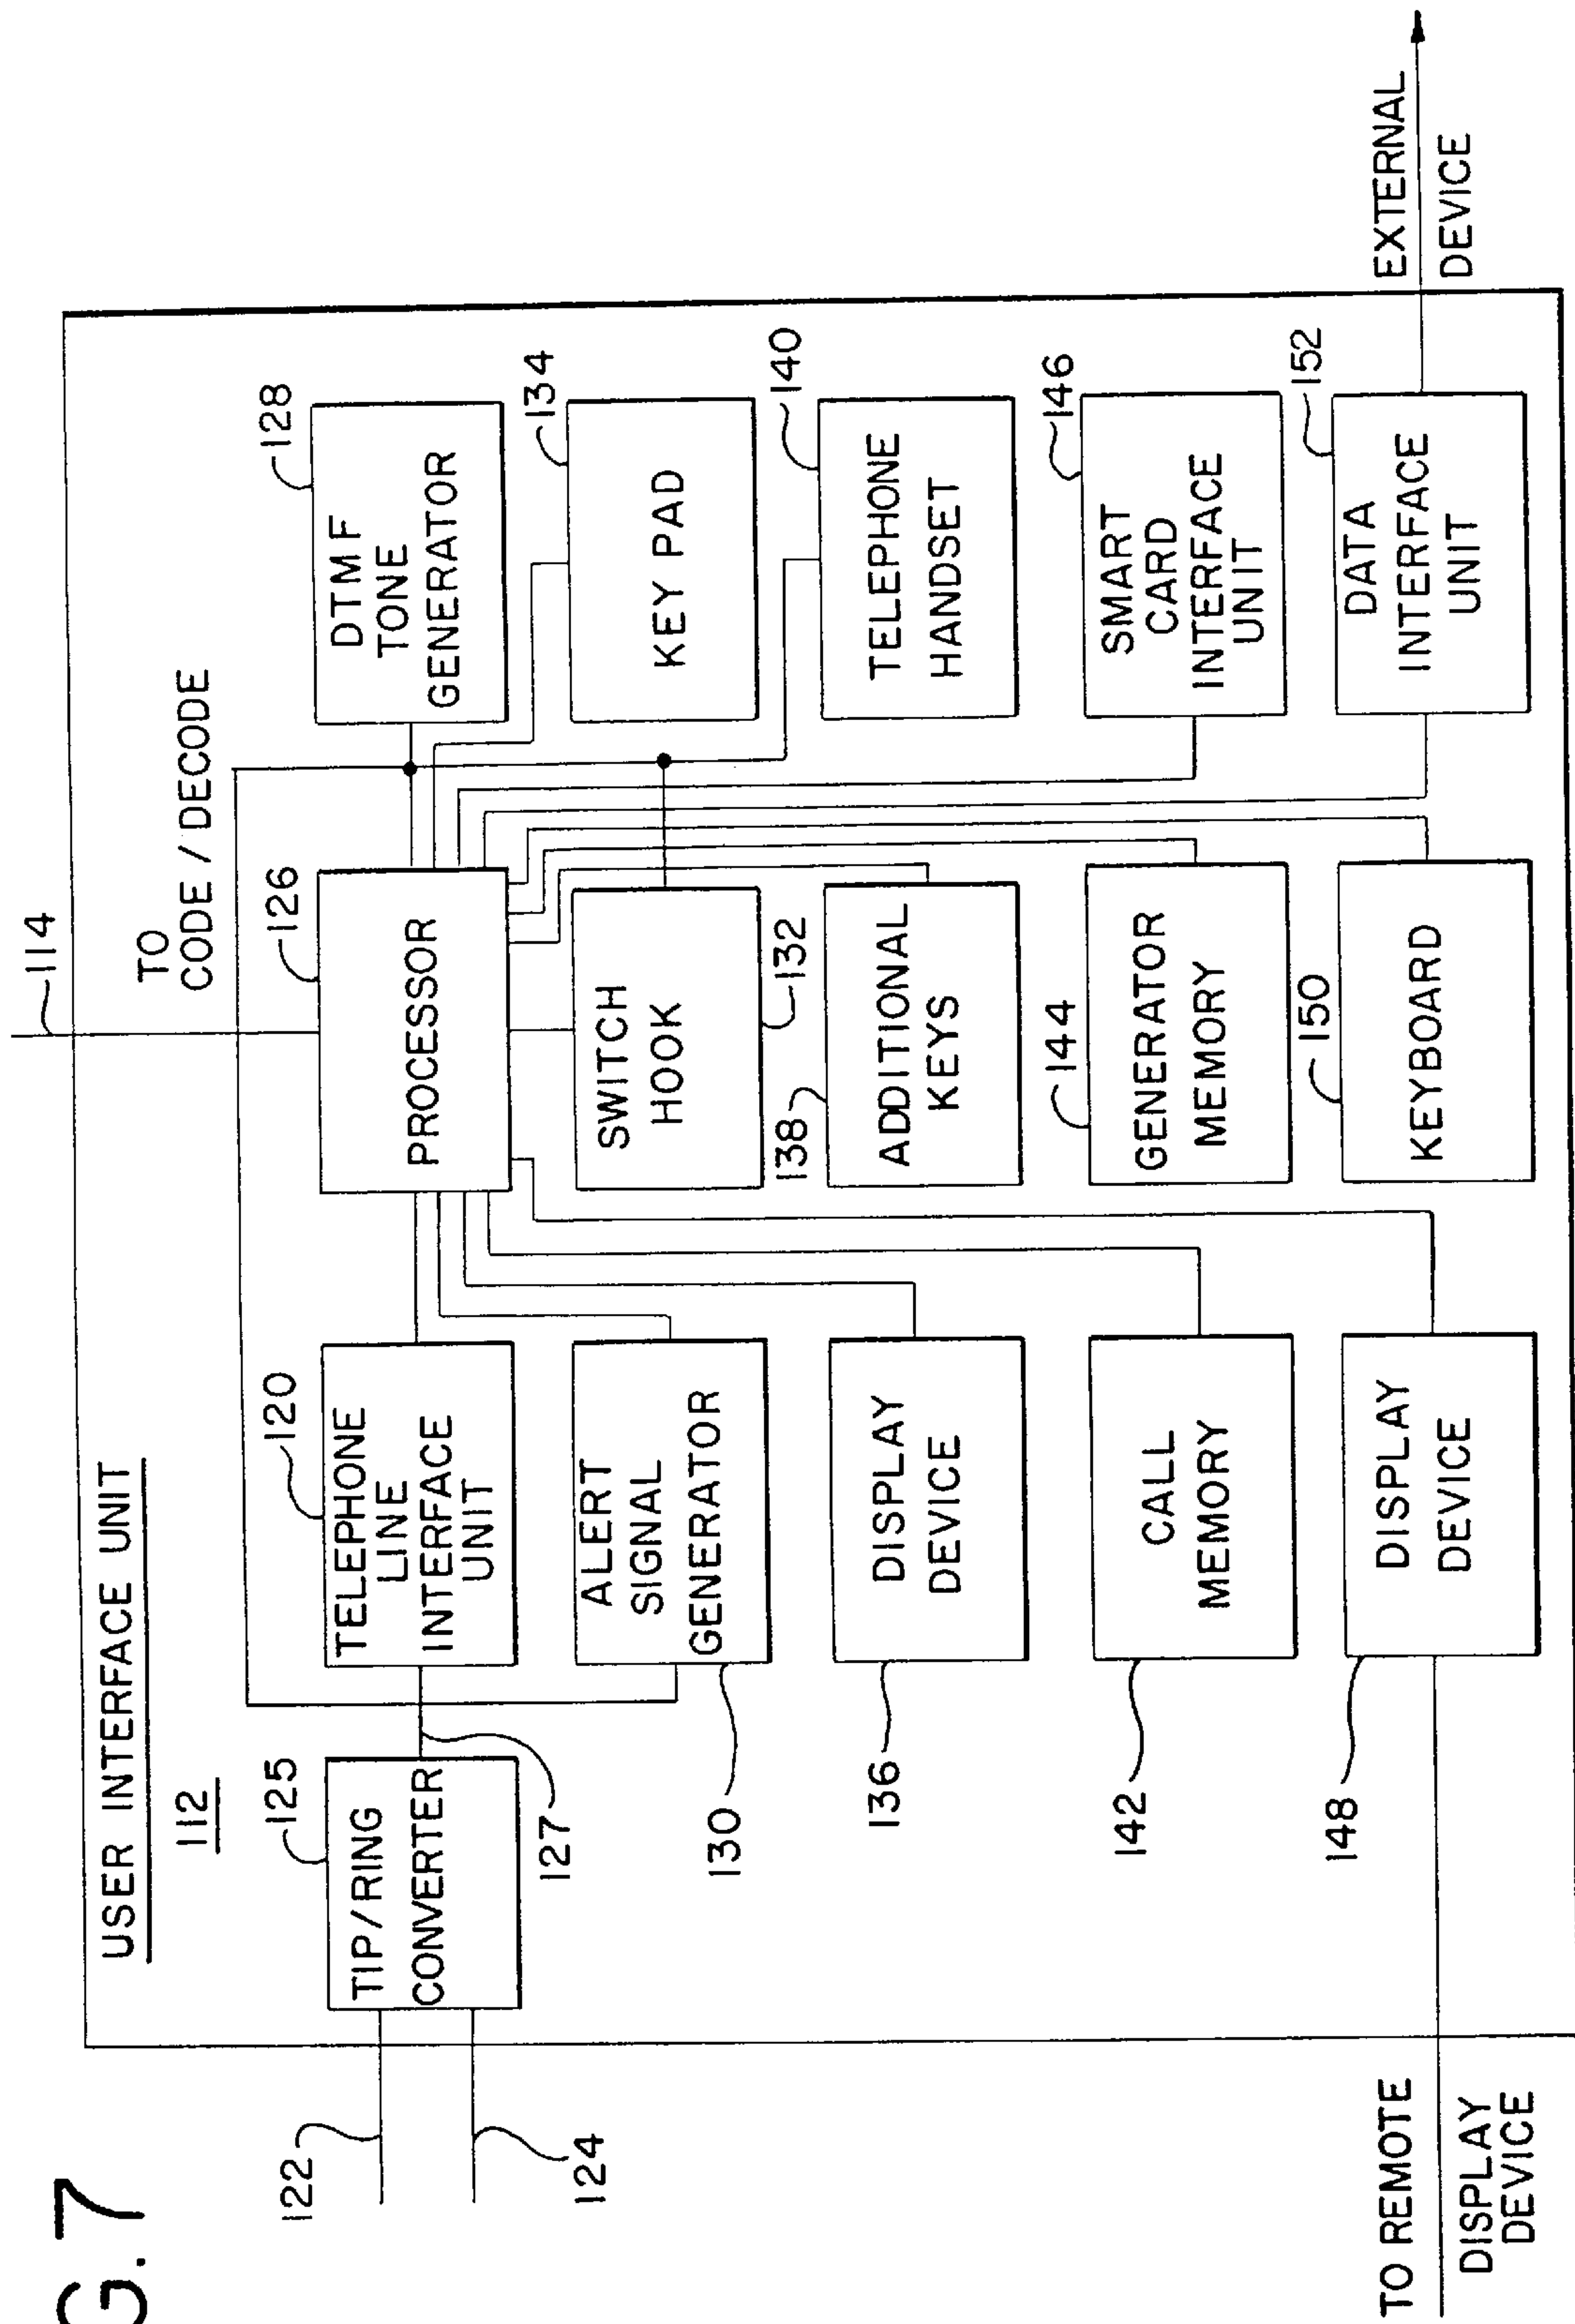 G. 7
USER INTERFACE UNIT
112
114
TO
CODE / DECODE
122
124
125
TIP/RING
CONVERTER
127
120
TELEPHONE
LINE
INTERFACE
UNIT
126
PROCESSOR
128
DTMF
TONE
GENERATOR
130
ALERT
SIGNAL
GENERATOR
132
SWITCH
HOOK
134
KEY PAD
136
DISPLAY
DEVICE
138
ADDITIONAL
KEYS
140
TELEPHONE
HANDSET
142
CALL
MEMORY
144
GENERATOR
MEMORY
146
SMART
CARD
INTERFACE
UNIT
148
DISPLAY
DEVICE
150
KEYBOARD
152
DATA
INTERFACE
UNIT
TO REMOTE
DISPLAY
DEVICE
EXTERNAL
DEVICE